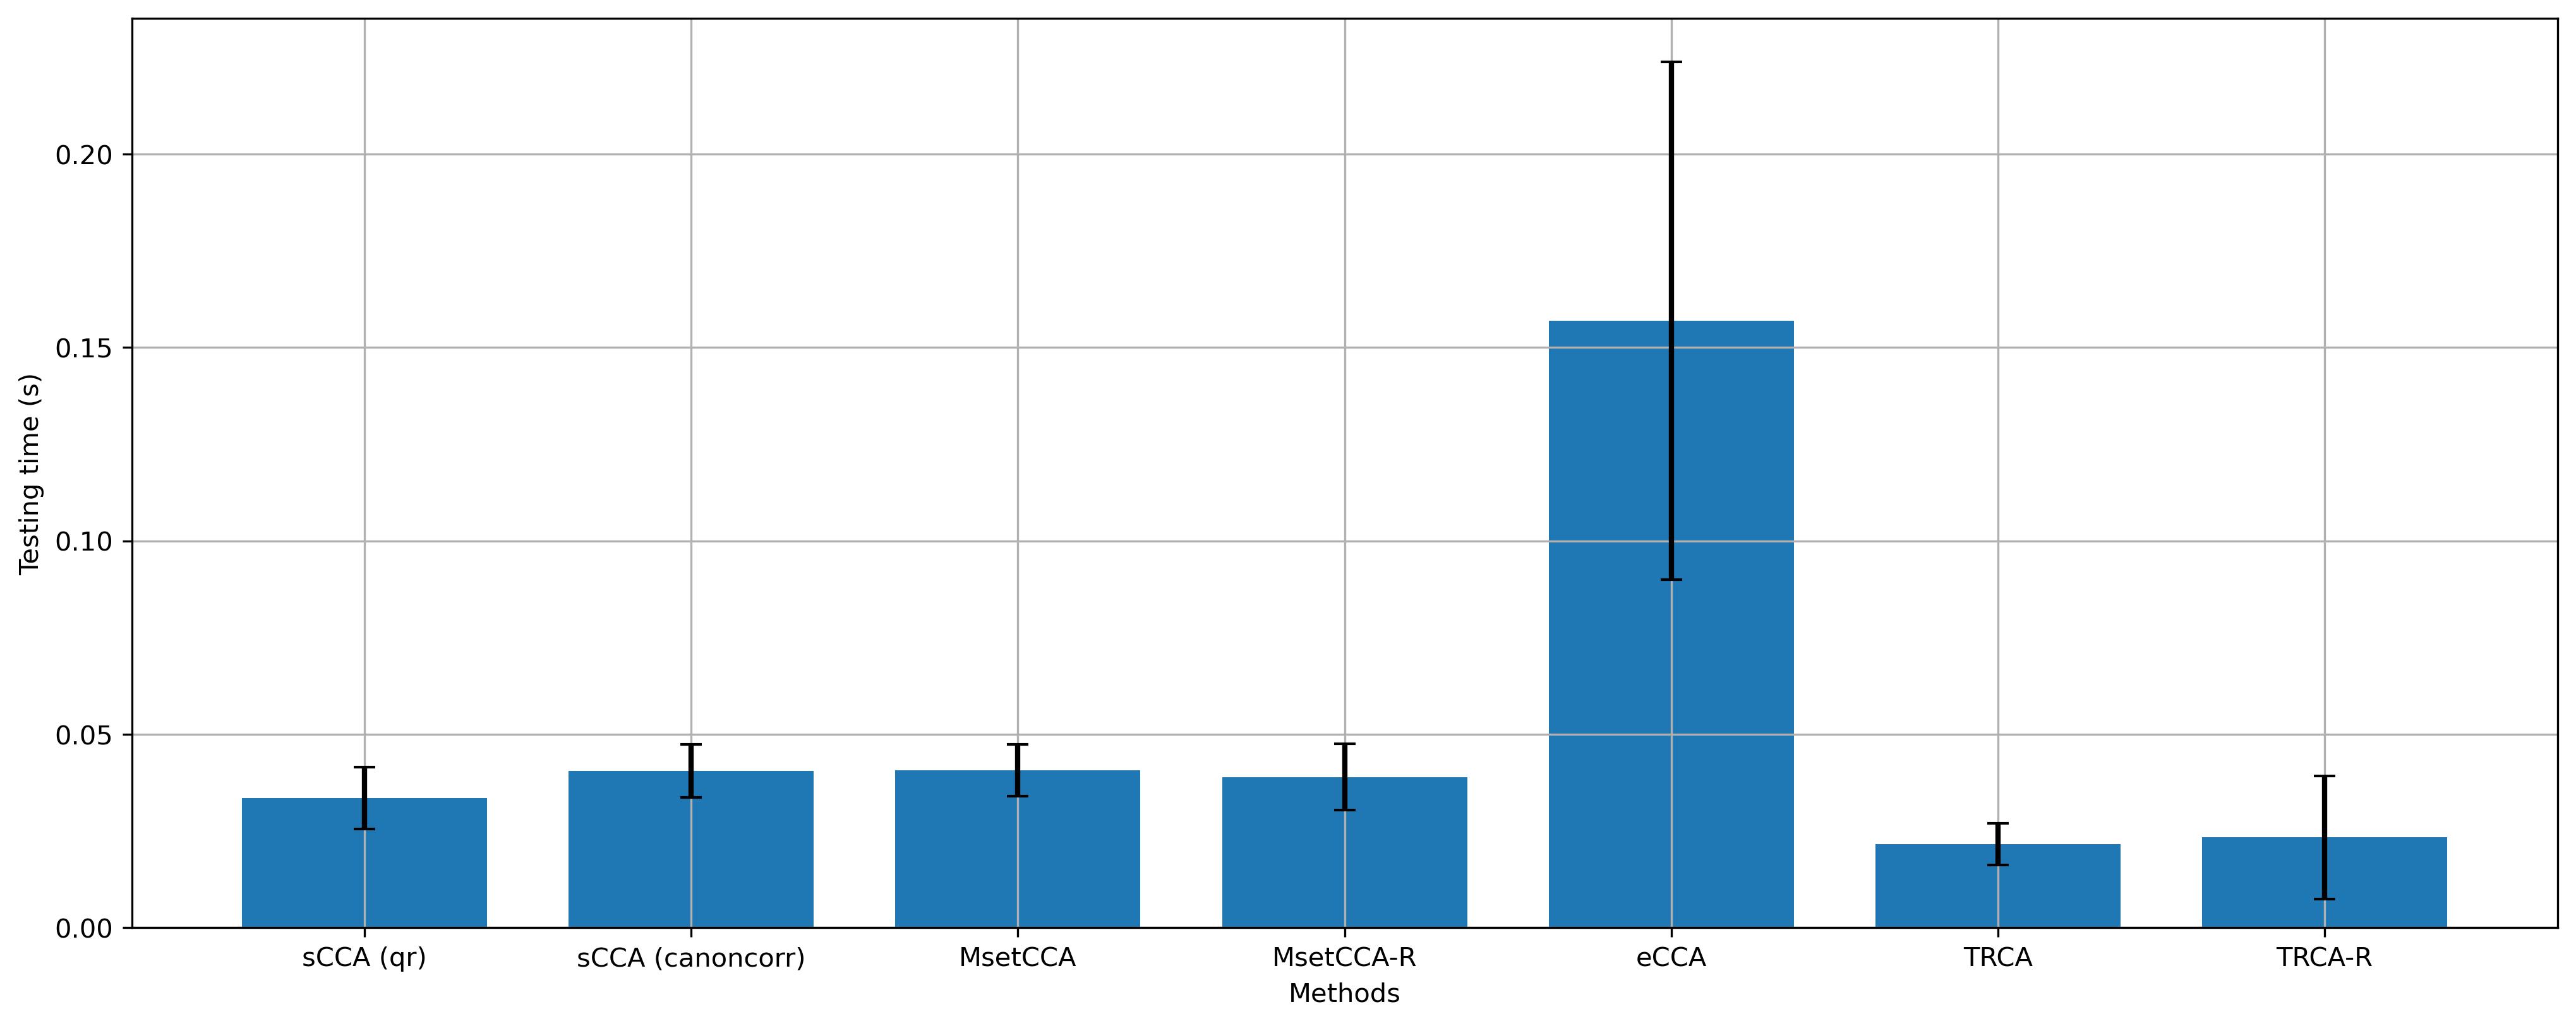 Testing time (s)
0.20
0.15
0.10
0.05
0.00
sCCA (qr) sCCA (canoncorr) MsetCCA MsetCCA-R eCCA TRCA TRCA-R
Methods